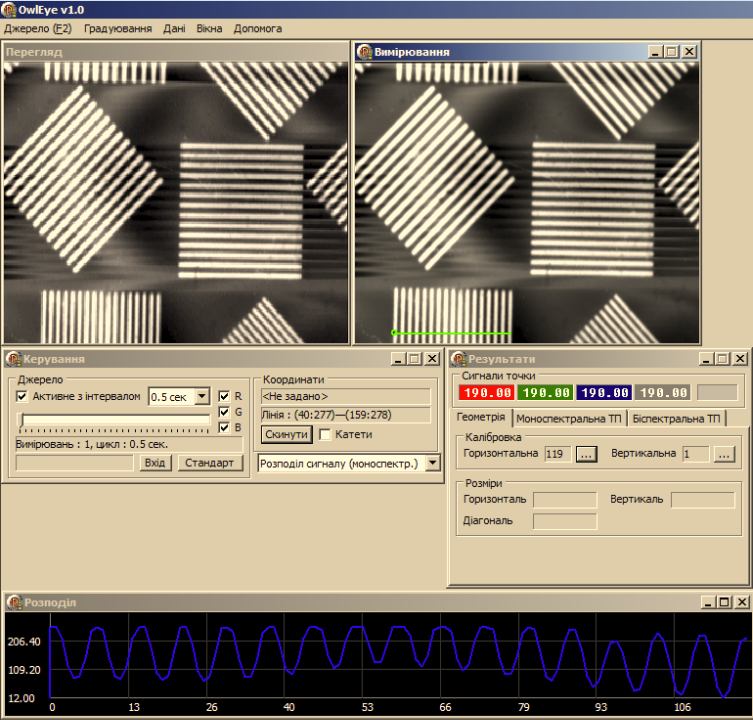 OwlEye v1.0
Джерело (F2) Градуювання Дані Вікна Допомога
Перегляд
Вимірювання
Керування
Джерело
Активне з інтервалом 0.5 сек
R
G
B
Вимірювань : 1, цикл : 0.5 сек.
Вхід Стандарт
Координати
<Не задано>
Лінія : (40:277)—(159:278)
Скинути Катети
Розподіл сигналу (моноспектр.)
Результати
Сигнали точки
190.00 190.00 190.00 190.00
Геометрія Моноспектральна ТП Біспектральна ТП
Калібровка
Горизонтальна 119 ... Вертикальна 1 ...
Розміри
Горизонталь Вертикаль
Діагональ
Розподіл
206.40
109.20
12.00
0 13 26 40 53 66 79 93 106